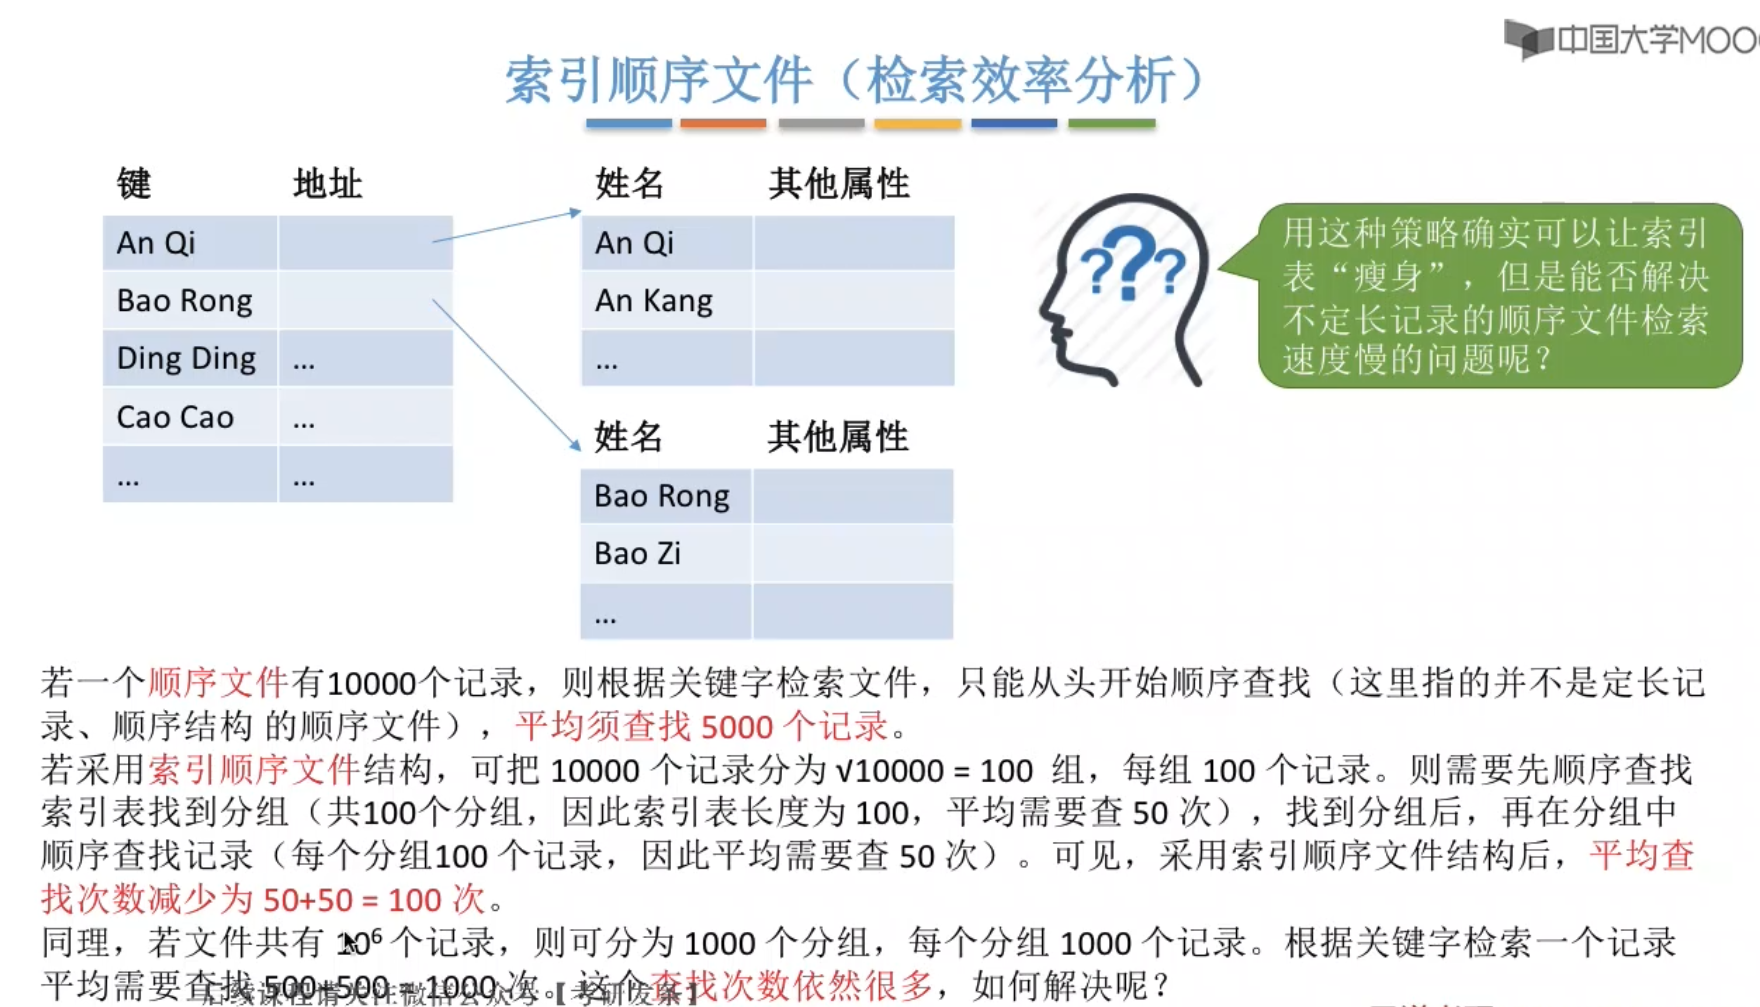 中国大学MOO
索引顺序文件（检索效率分析）
键 地址
An Qi
Bao Rong
Ding Ding ...
Cao Cao ...
... ...
姓名 其他属性
An Qi
An Kang
...
姓名 其他属性
Bao Rong
Bao Zi
...
???
用这种策略确实可以让索引
表“瘦身”，但是能否解决
不定长记录的顺序文件检索
速度慢的问题呢？
若一个顺序文件有10000个记录，则根据关键字检索文件，只能从头开始顺序查找（这里指的并不是定长记
录、顺序结构 的顺序文件），平均须查找 5000 个记录。
若采用索引顺序文件结构，可把 10000 个记录分为 √10000 = 100 组，每组 100 个记录。则需要先顺序查找
索引表找到分组（共100个分组，因此索引表长度为 100，平均需要查 50 次），找到分组后，再在分组中
顺序查找记录（每个分组100 个记录，因此平均需要查 50 次）。可见，采用索引顺序文件结构后，平均查
找次数减少为 50+50 = 100 次。
同理，若文件共有 10⁶ 个记录，则可分为 1000 个分组，每个分组 1000 个记录。根据关键字检索一个记录
平均需要查找 500+500 = 1000 次。这个查找次数依然很多，如何解决呢？
后续课程请关注微信公众号【考研发条】